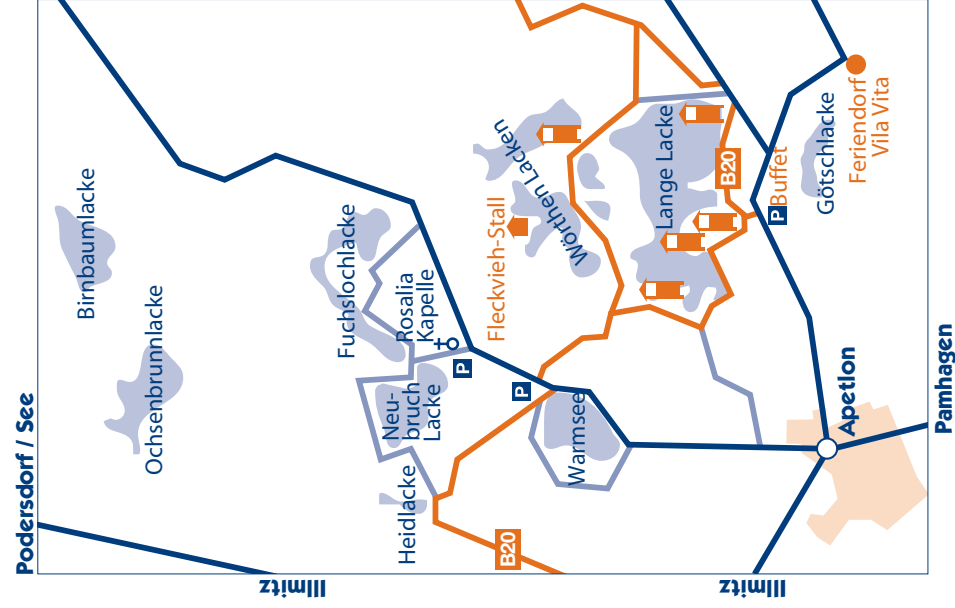 Podersdorf / See
Illmitz
Illmitz
Pamhagen
Apetlon
Birnbaumlacke
Ochsenbrunnlacke
Fuchslochlacke
Rosalia
Kapelle
Neu-
bruch
Lacke
Heidlacke
P
P
Warmsee
B20
Fleckvieh-Stall
Wörthen Lacken
Lange Lacke
B20
P
Buffet
Götschlacke
Feriendorf
Vila Vita